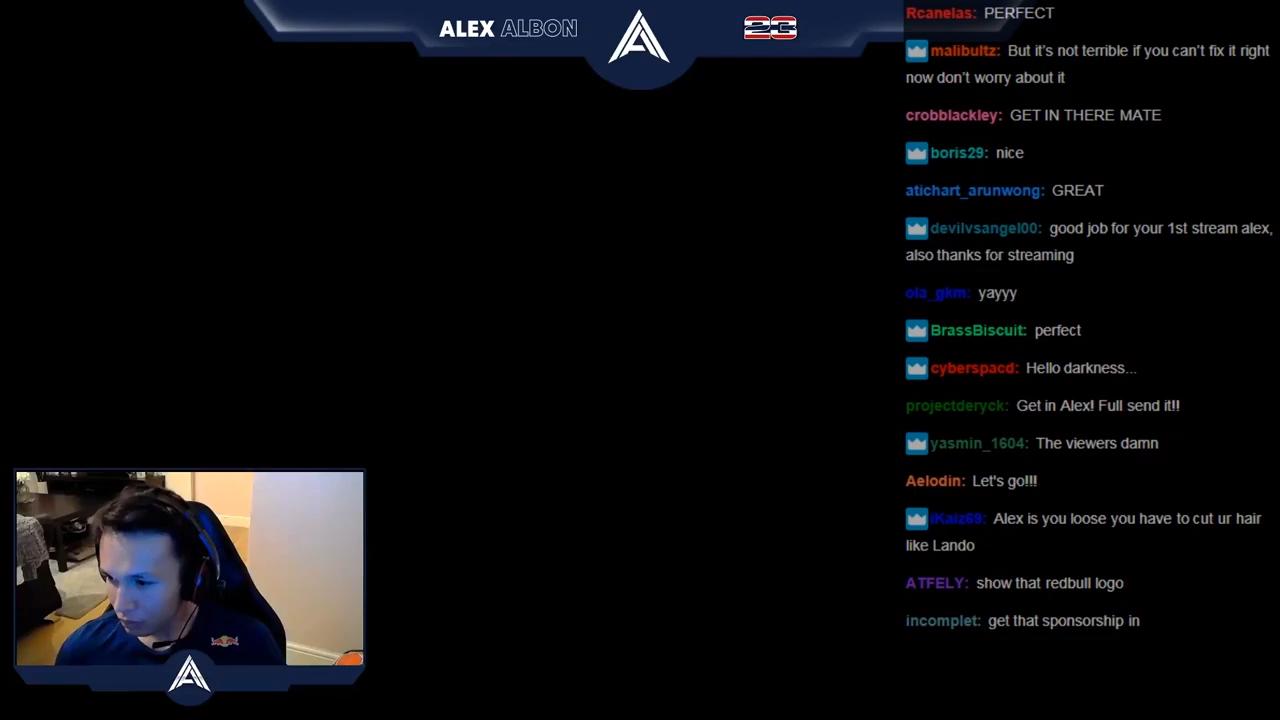 ALEX ALBON
23
Rcanelas: PERFECT
malibultz: But it's not terrible if you can't fix it right
now don't worry about it
crobblackley: GET IN THERE MATE
boris29: nice
atichart_arunwong: GREAT
devilvsangel00: good job for your 1st stream alex,
also thanks for streaming
ola_gkm: yayyy
BrassBiscuit: perfect
cyberspacd: Hello darkness...
projectderyck: Get in Alex! Full send it!!
yasmin_1604: The viewers damn
Aelodin: Let's go!!!
iKaiz69: Alex is you loose you have to cut ur hair
like Lando
ATFELY: show that redbull logo
incomplet: get that sponsorship in